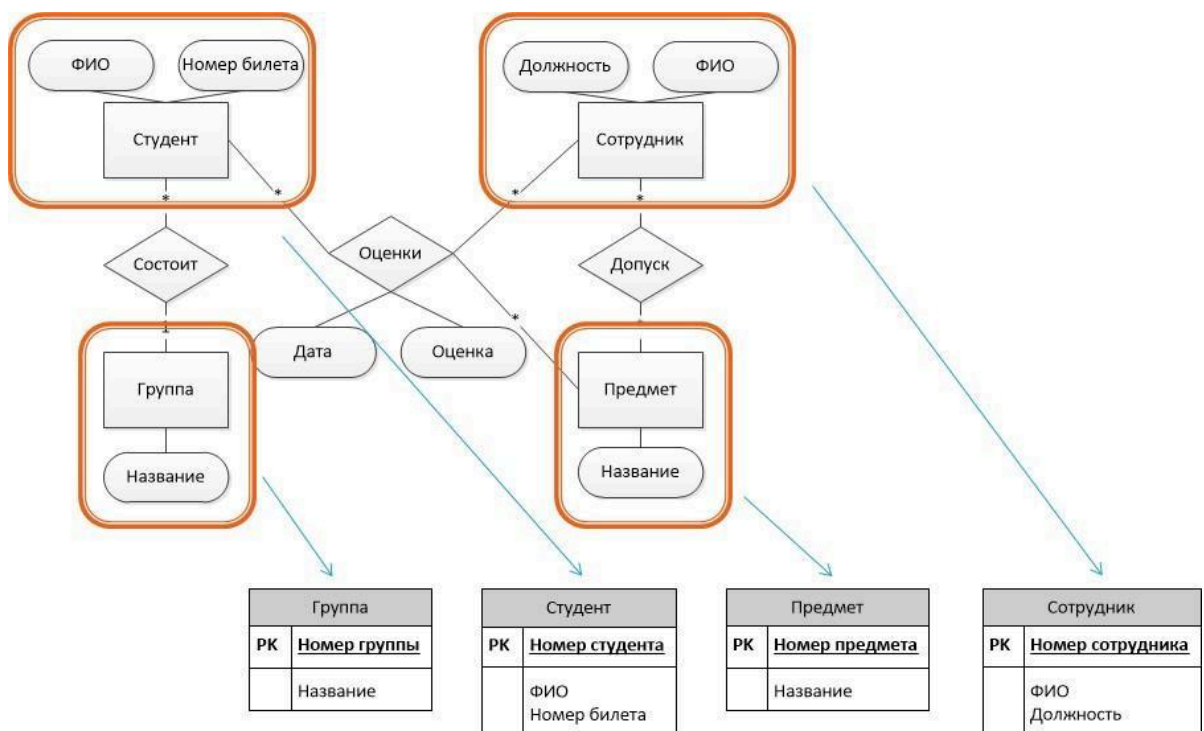 ФИО
Номер билета
Должность
ФИО
Студент
Сотрудник
*
*
*
*
Состоит
Оценки
Допуск
*
*
1
Дата
Оценка
Группа
Предмет
Название
Название
Группа
PK Номер группы
Название
Студент
PK Номер студента
ФИО
Номер билета
Предмет
PK Номер предмета
Название
Сотрудник
PK Номер сотрудника
ФИО
Должность